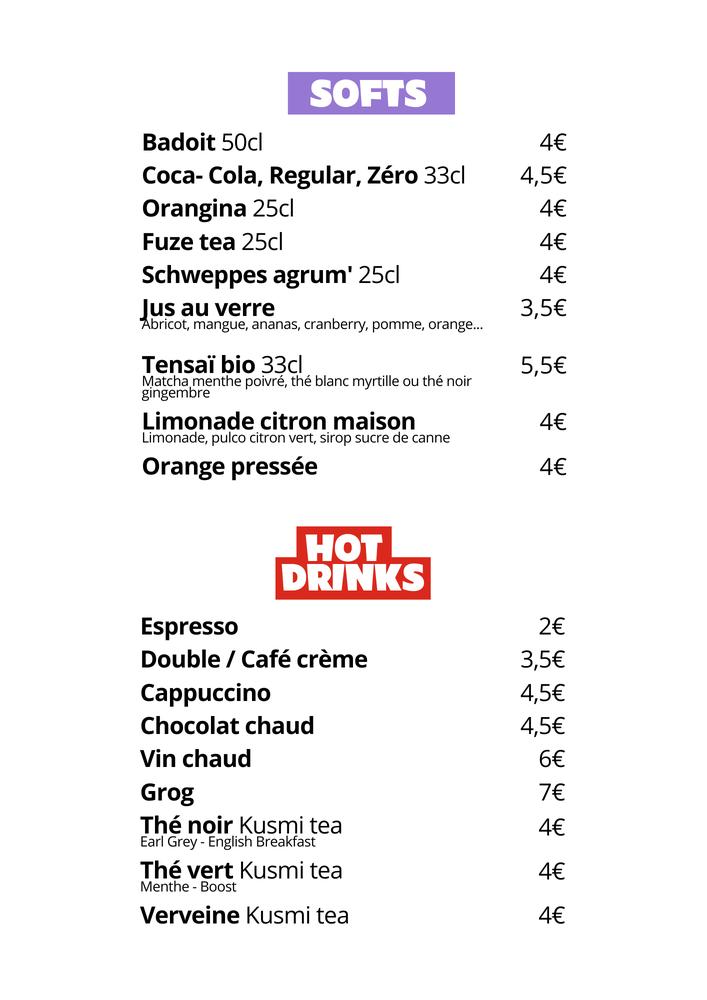 SOFTS
Badoit 50cl 4€
Coca- Cola, Regular, Zéro 33cl 4,5€
Orangina 25cl 4€
Fuze tea 25cl 4€
Schweppes agrum' 25cl 4€
Jus au verre 3,5€
Abricot, mangue, ananas, cranberry, pomme, orange...
Tensaï bio 33cl 5,5€
Matcha menthe poivré, thé blanc myrtille ou thé noir
gingembre
Limonade citron maison 4€
Limonade, pulco citron vert, sirop sucre de canne
Orange pressée 4€
HOT
DRINKS
Espresso 2€
Double / Café crème 3,5€
Cappuccino 4,5€
Chocolat chaud 4,5€
Vin chaud 6€
Grog 7€
Thé noir Kusmi tea 4€
Earl Grey - English Breakfast
Thé vert Kusmi tea 4€
Menthe - Boost
Verveine Kusmi tea 4€